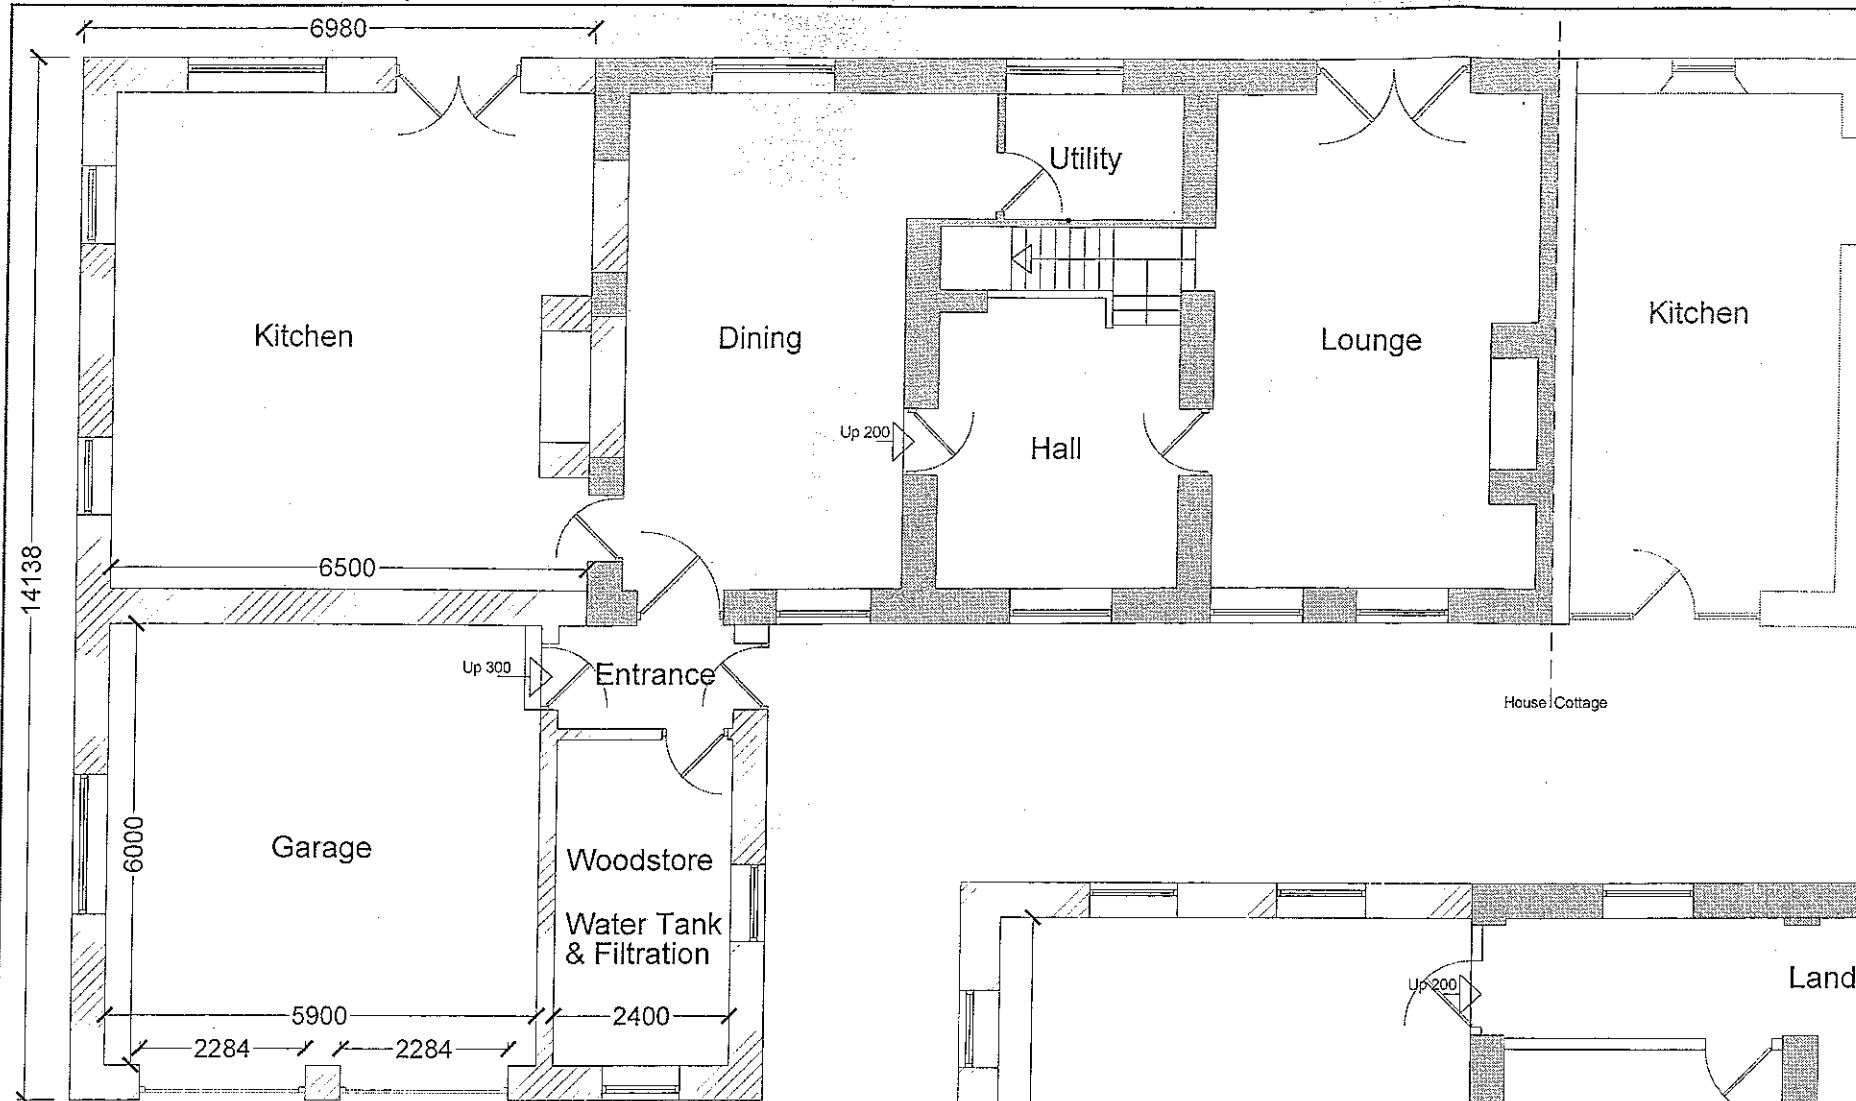 6980
Utility
Kitchen
Dining
Lounge
Kitchen
Up 200
Hall
14138
6500
Up 300
Entrance
House Cottage
6000
Garage
Woodstore
Water Tank
& Filtration
Up 200
Land
5900
2400
2284
2284